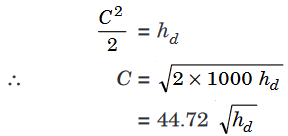 C²/2 = h_d
∴ C = √(2 × 1000 h_d)
= 44.72 √h_d